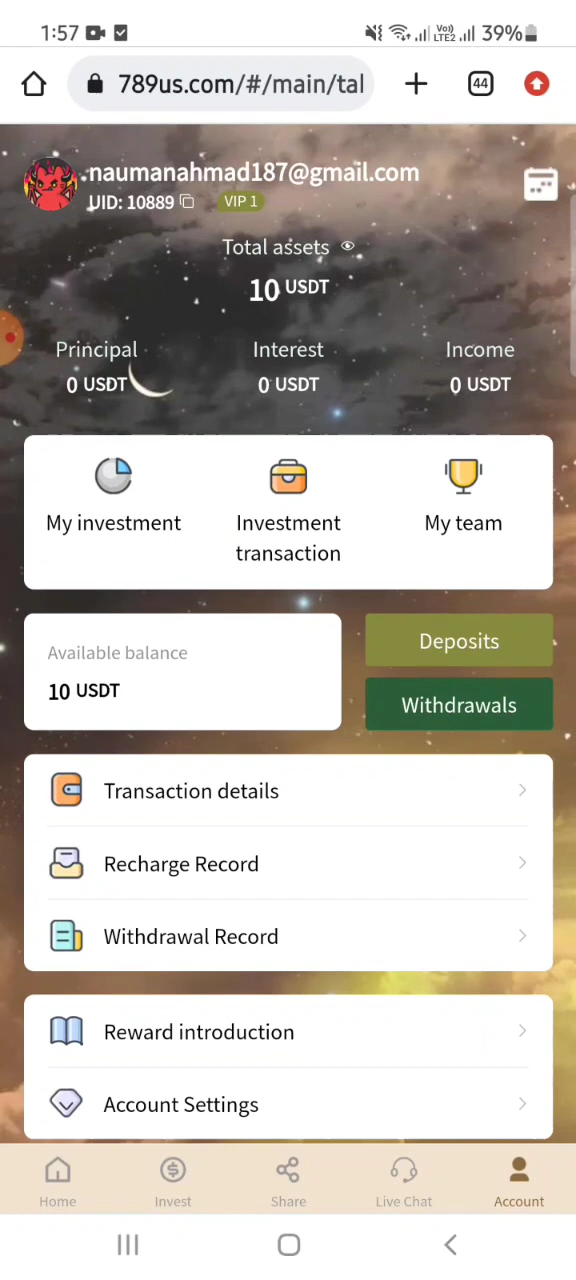 1:57
Vo)) LTE2 39%
789us.com/#/main/tal
44
naumanahmad187@gmail.com
UID: 10889 VIP 1
Total assets
10 USDT
Principal Interest Income
0 USDT 0 USDT 0 USDT
My investment Investment transaction My team
Available balance
10 USDT
Deposits
Withdrawals
Transaction details
Recharge Record
Withdrawal Record
Reward introduction
Account Settings
Home Invest Share Live Chat Account